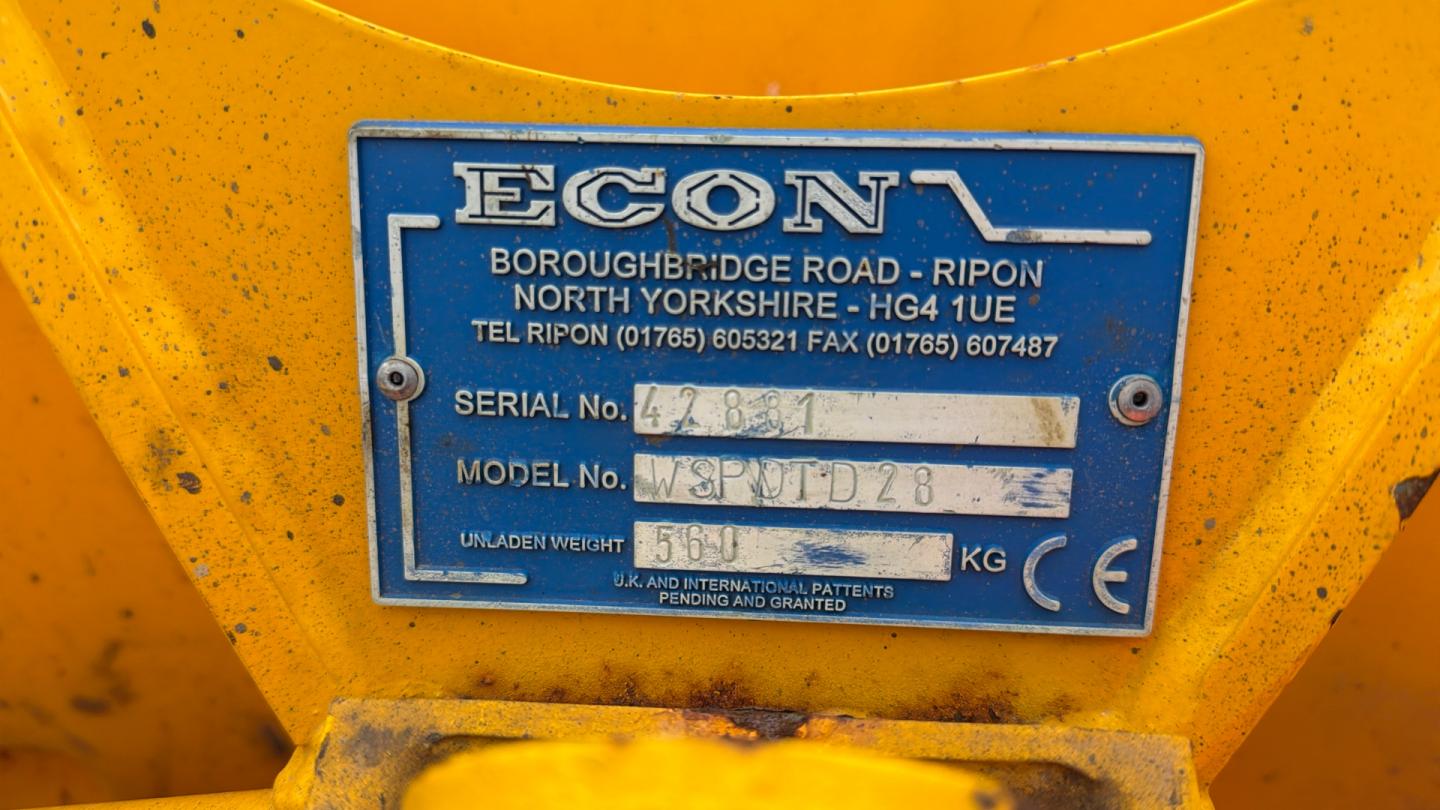 ECON
BOROUGHBRIDGE ROAD - RIPON
NORTH YORKSHIRE - HG4 1UE
TEL RIPON (01765) 605321 FAX (01765) 607487
SERIAL No. 42881
MODEL No. WSPNDTD28
UNLADEN WEIGHT 560 KG CE
U.K. AND INTERNATIONAL PATTENTS
PENDING AND GRANTED